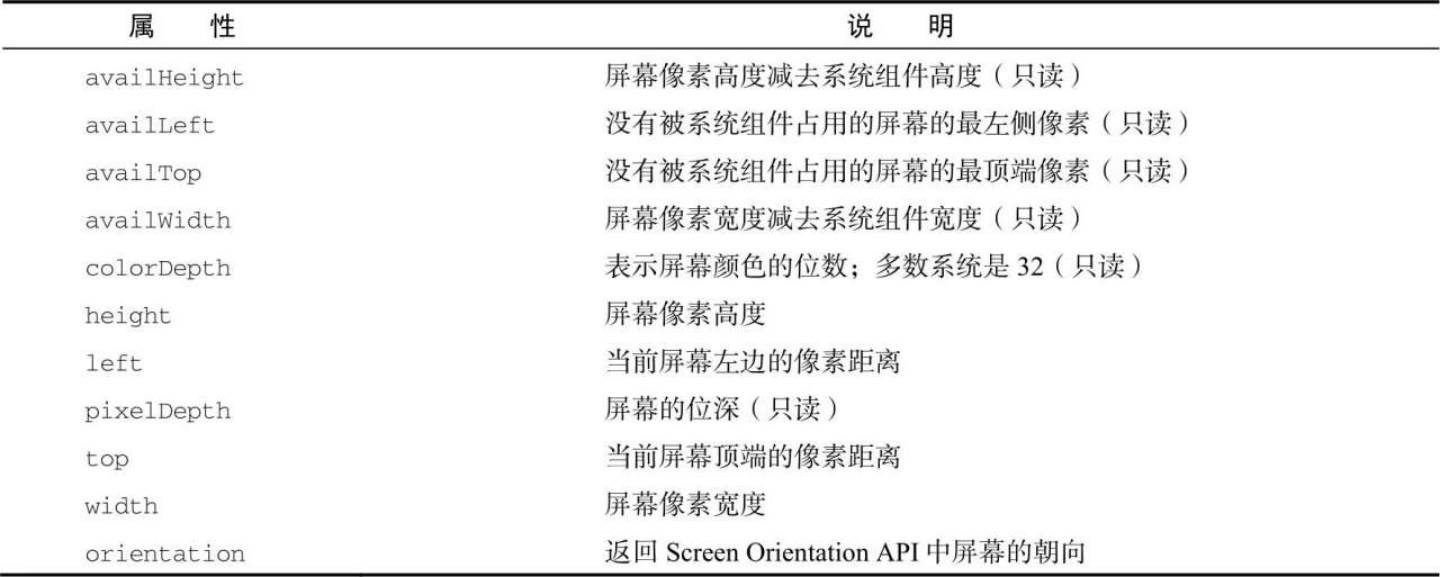 属 性 说 明
availHeight 屏幕像素高度减去系统组件高度（只读）
availLeft 没有被系统组件占用的屏幕的最左侧像素（只读）
availTop 没有被系统组件占用的屏幕的最顶端像素（只读）
availWidth 屏幕像素宽度减去系统组件宽度（只读）
colorDepth 表示屏幕颜色的位数；多数系统是 32（只读）
height 屏幕像素高度
left 当前屏幕左边的像素距离
pixelDepth 屏幕的位深（只读）
top 当前屏幕顶端的像素距离
width 屏幕像素宽度
orientation 返回 Screen Orientation API 中屏幕的朝向